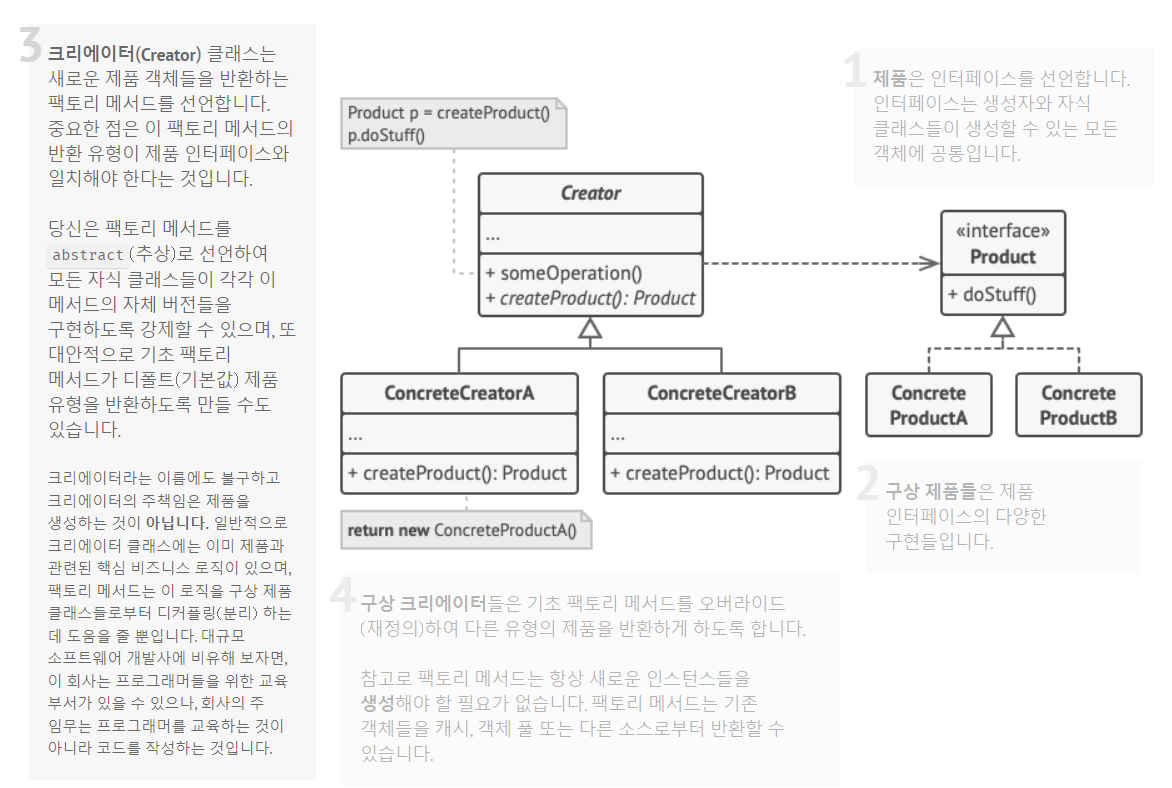 3
크리에이터(Creator) 클래스는
새로운 제품 객체들을 반환하는
팩토리 메서드를 선언합니다.
중요한 점은 이 팩토리 메서드의
반환 유형이 제품 인터페이스와
일치해야 한다는 것입니다.
당신은 팩토리 메서드를
abstract(추상)로 선언하여
모든 자식 클래스들이 각각 이
메서드의 자체 버전들을
구현하도록 강제할 수 있으며, 또
대안적으로 기초 팩토리
메서드가 디폴트(기본값) 제품
유형을 반환하도록 만들 수도
있습니다.
크리에이터라는 이름에도 불구하고
크리에이터의 주책임은 제품을
생성하는 것이 아닙니다. 일반적으로
크리에이터 클래스에는 이미 제품과
관련된 핵심 비즈니스 로직이 있으며,
팩토리 메서드는 이 로직을 구상 제품
클래스들로부터 디커플링(분리) 하는
데 도움을 줄 뿐입니다. 대규모
소프트웨어 개발사에 비유해 보자면,
이 회사는 프로그래머들을 위한 교육
부서가 있을 수 있으나, 회사의 주
임무는 프로그래머를 교육하는 것이
아니라 코드를 작성하는 것입니다.
Product p = createProduct()
p.doStuff()
Creator
...
+ someOperation()
+ createProduct(): Product
ConcreteCreatorA
...
+ createProduct(): Product
ConcreteCreatorB
...
+ createProduct(): Product
return new ConcreteProductA()
1
제품은 인터페이스를 선언합니다.
인터페이스는 생성자와 자식
클래스들이 생성할 수 있는 모든
객체에 공통입니다.
«interface»
Product
+ doStuff()
Concrete
ProductA
Concrete
ProductB
2
구상 제품들은 제품
인터페이스의 다양한
구현들입니다.
4
구상 크리에이터들은 기초 팩토리 메서드를 오버라이드
(재정의)하여 다른 유형의 제품을 반환하게 하도록 합니다.
참고로 팩토리 메서드는 항상 새로운 인스턴스들을
생성해야 할 필요가 없습니다. 팩토리 메서드는 기존
객체들을 캐시, 객체 풀 또는 다른 소스로부터 반환할 수
있습니다.